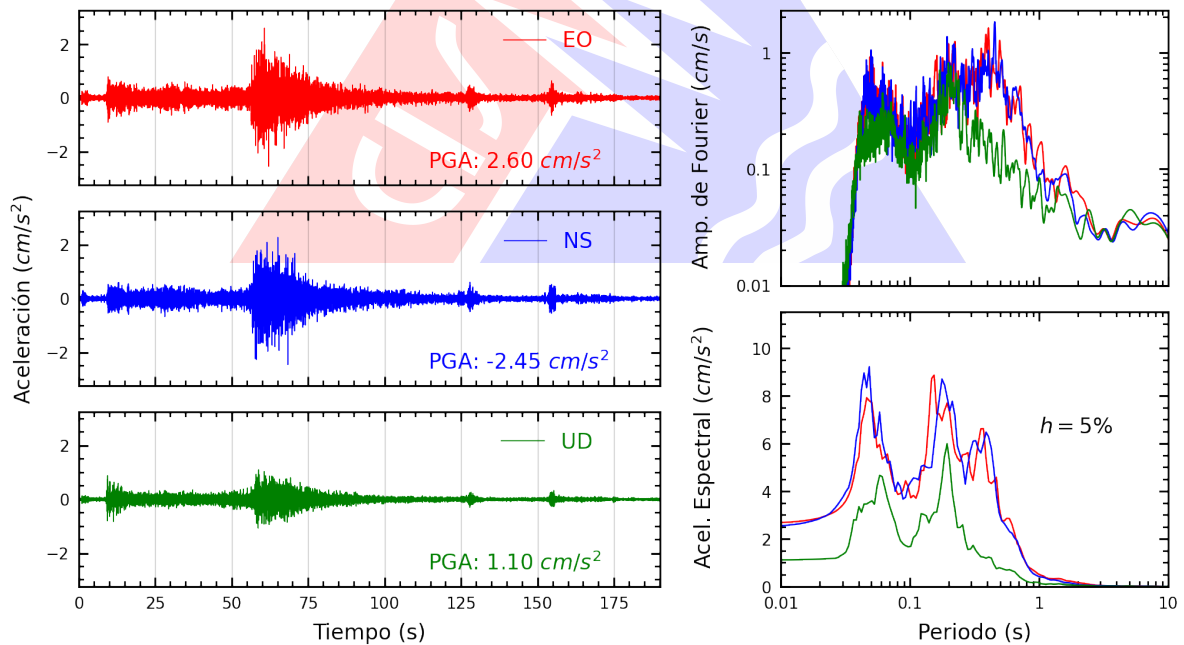 Aceleración (cm/s²)
2
0
−2
EO
PGA: 2.60 cm/s²
2
0
−2
NS
PGA: -2.45 cm/s²
2
0
−2
UD
PGA: 1.10 cm/s²
0 25 50 75 100 125 150 175
Tiempo (s)
Amp. de Fourier (cm/s)
1
0.1
0.01
Acel. Espectral (cm/s²)
10
8
6
4
2
0
h = 5%
0.01 0.1 1 10
Periodo (s)